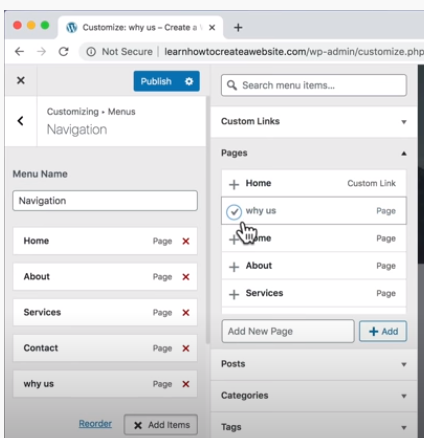 Customize: why us – Create a
Not Secure | learnhowtocreateawebsite.com/wp-admin/customize.php
Publish
Customizing • Menus
Navigation
Menu Name
Navigation
Home Page
About Page
Services Page
Contact Page
why us Page
Reorder Add Items
Search menu items...
Custom Links
Pages
Home Custom Link
why us Page
Home Page
About Page
Services Page
Add New Page + Add
Posts
Categories
Tags